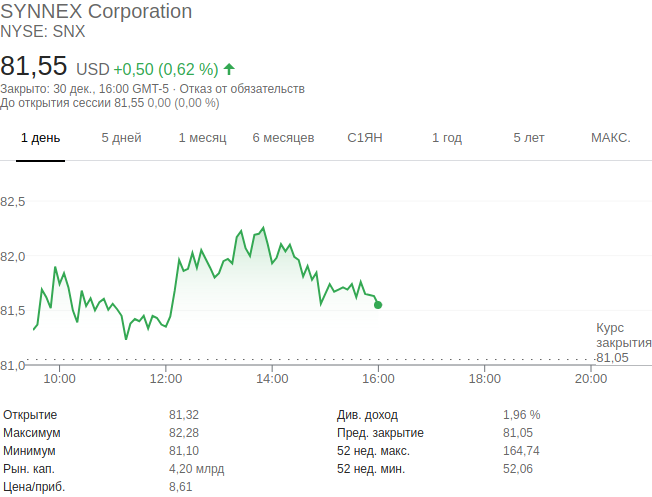 SYNNEX Corporation
NYSE: SNX
81,55 USD +0,50 (0,62 %)
Закрыто: 30 дек., 16:00 GMT-5 · Отказ от обязательств
До открытия сессии 81,55 0,00 (0,00 %)
1 день 5 дней 1 месяц 6 месяцев С1ЯН 1 год 5 лет МАКС.
82,5
82,0
81,5
81,0
Курс
закрытия
81,05
10:00 12:00 14:00 16:00 18:00 20:00
Открытие 81,32 Див. доход 1,96 %
Максимум 82,28 Пред. закрытие 81,05
Минимум 81,10 52 нед. макс. 164,74
Рын. кап. 4,20 млрд 52 нед. мин. 52,06
Цена/приб. 8,61